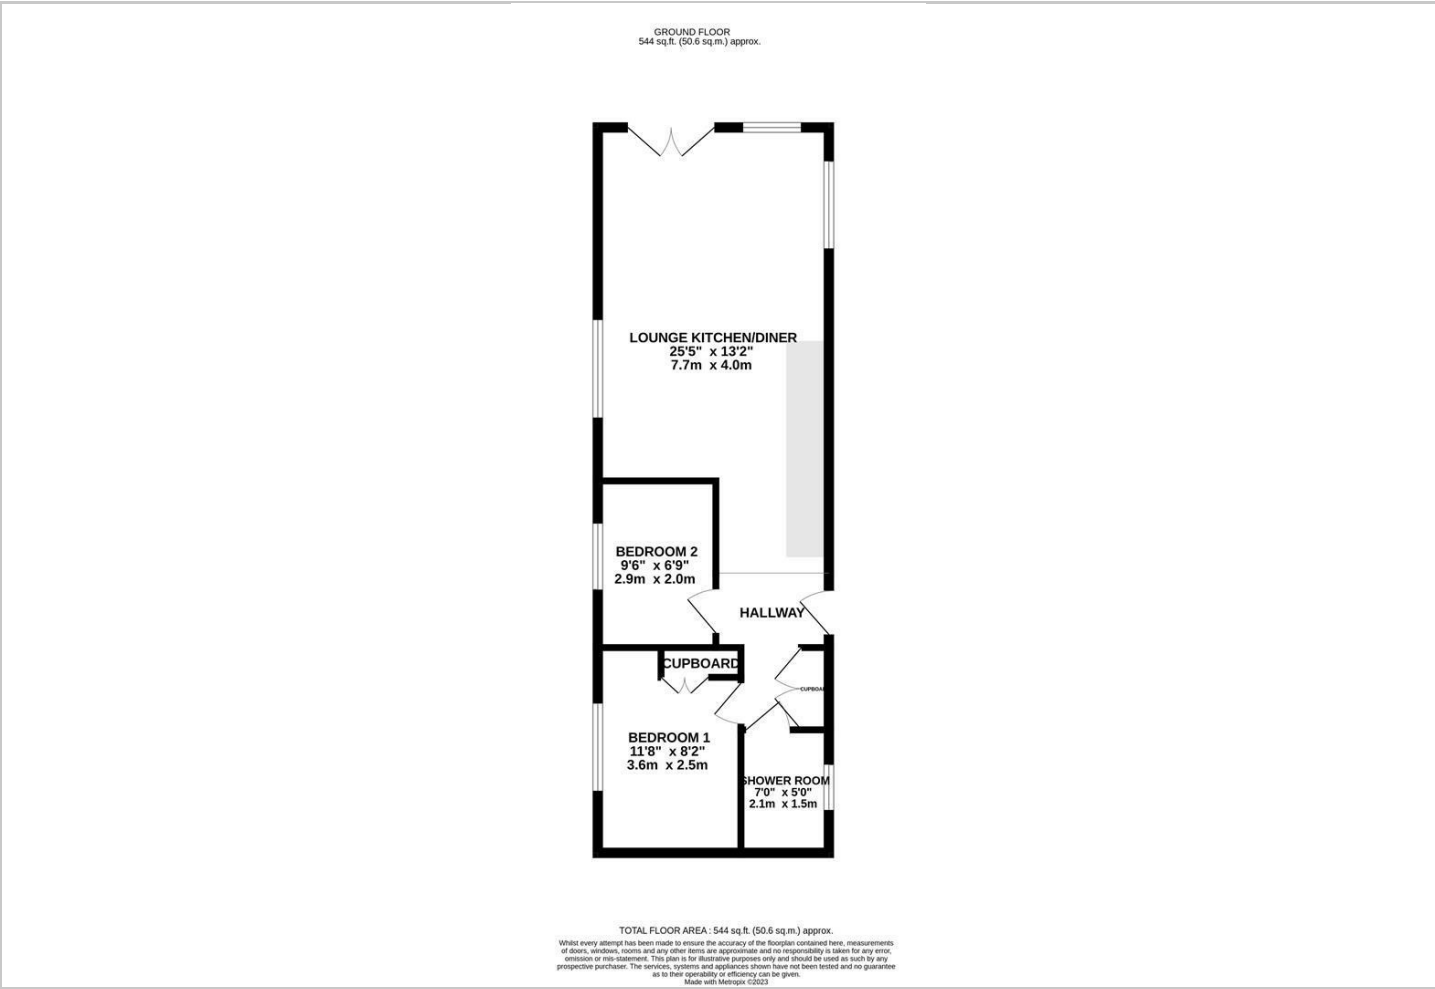 GROUND FLOOR
544 sq.ft. (50.6 sq.m.) approx.
LOUNGE KITCHEN/DINER
25'5" x 13'2"
7.7m x 4.0m
BEDROOM 2
9'6" x 6'9"
2.9m x 2.0m
HALLWAY
CUPBOARD
CUPBOA
BEDROOM 1
11'8" x 8'2"
3.6m x 2.5m
SHOWER ROOM
7'0" x 5'0"
2.1m x 1.5m
TOTAL FLOOR AREA : 544 sq.ft. (50.6 sq.m.) approx.
Whilst every attempt has been made to ensure the accuracy of the floorplan contained here, measurements
of doors, windows, rooms and any other items are approximate and no responsibility is taken for any error,
omission or mis-statement. This plan is for illustrative purposes only and should be used as such by any
prospective purchaser. The services, systems and appliances shown have not been tested and no guarantee
as to their operability or efficiency can be given.
Made with Metropix ©2023